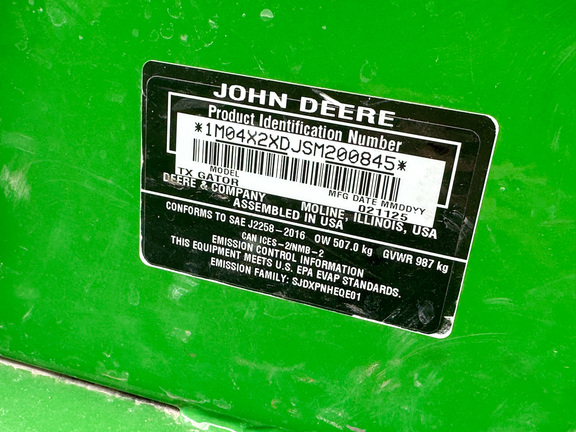 JOHN DEERE
Product Identification Number
*1M04X2XDJSM200845*
MODEL MFG DATE MMDDYY
TX GATOR 021125
DEERE & COMPANY MOLINE, ILLINOIS, USA
ASSEMBLED IN USA
CONFORMS TO SAE J2258-2016 OW 507.0 kg GVWR 987 kg
CAN ICES-2/NMB-2
EMISSION CONTROL INFORMATION
THIS EQUIPMENT MEETS U.S. EPA EVAP STANDARDS.
EMISSION FAMILY: SJDXPNHEQE01